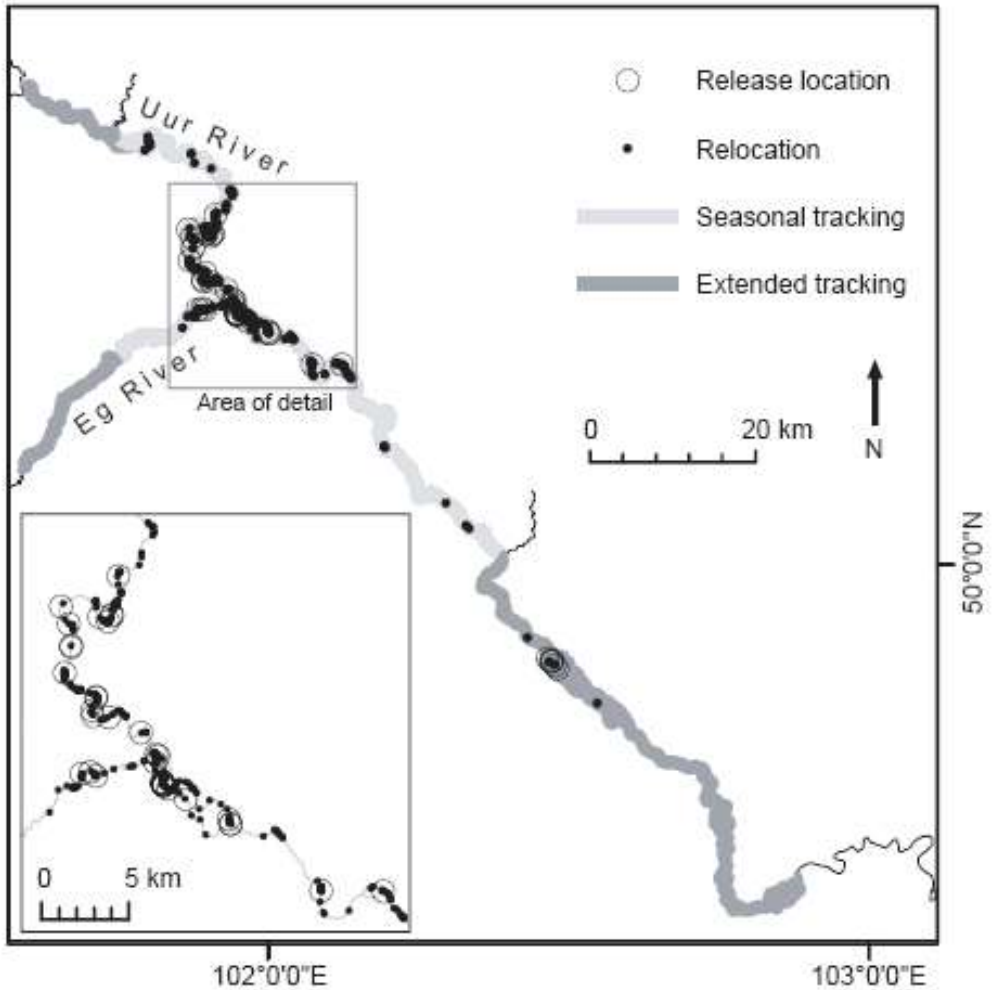 Uur River
Release location
Relocation
Seasonal tracking
Extended tracking
Eg River
Area of detail
0 20 km
N
50°0'0"N
0 5 km
102°0'0"E
103°0'0"E